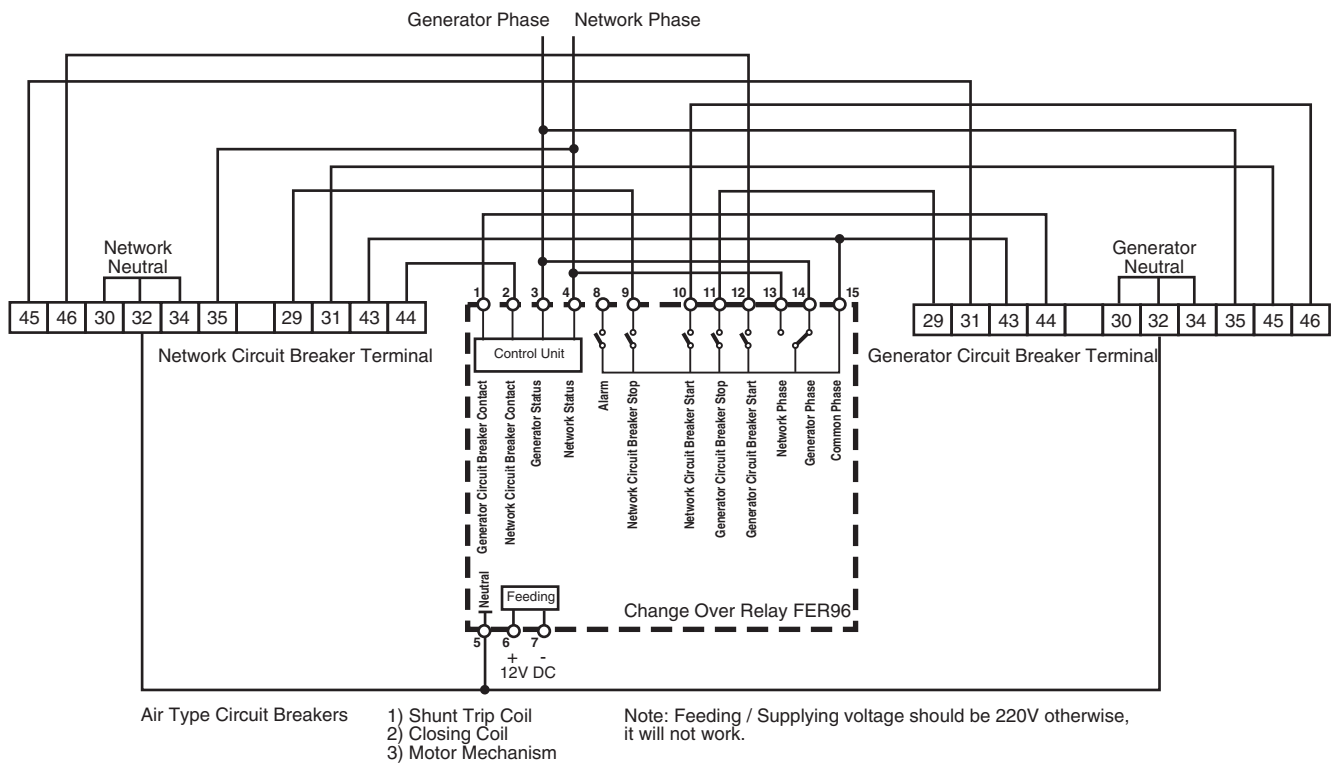 Generator Phase Network Phase
Network
Neutral
Generator
Neutral
1 2 3 4 8 9 10 11 12 13 14 15
45 46 30 32 34 35 29 31 43 44
29 31 43 44 30 32 34 35 45 46
Network Circuit Breaker Terminal
Control Unit
Generator Circuit Breaker Terminal
Generator Circuit Breaker Contact
Network Circuit Breaker Contact
Generator Status
Network Status
Alarm
Network Circuit Breaker Stop
Network Circuit Breaker Start
Generator Circuit Breaker Stop
Generator Circuit Breaker Start
Network Phase
Generator Phase
Common Phase
Neutral
Feeding
Change Over Relay FER96
5 6 7
+ -
12V DC
Air Type Circuit Breakers
1) Shunt Trip Coil
2) Closing Coil
3) Motor Mechanism
Note: Feeding / Supplying voltage should be 220V otherwise,
it will not work.